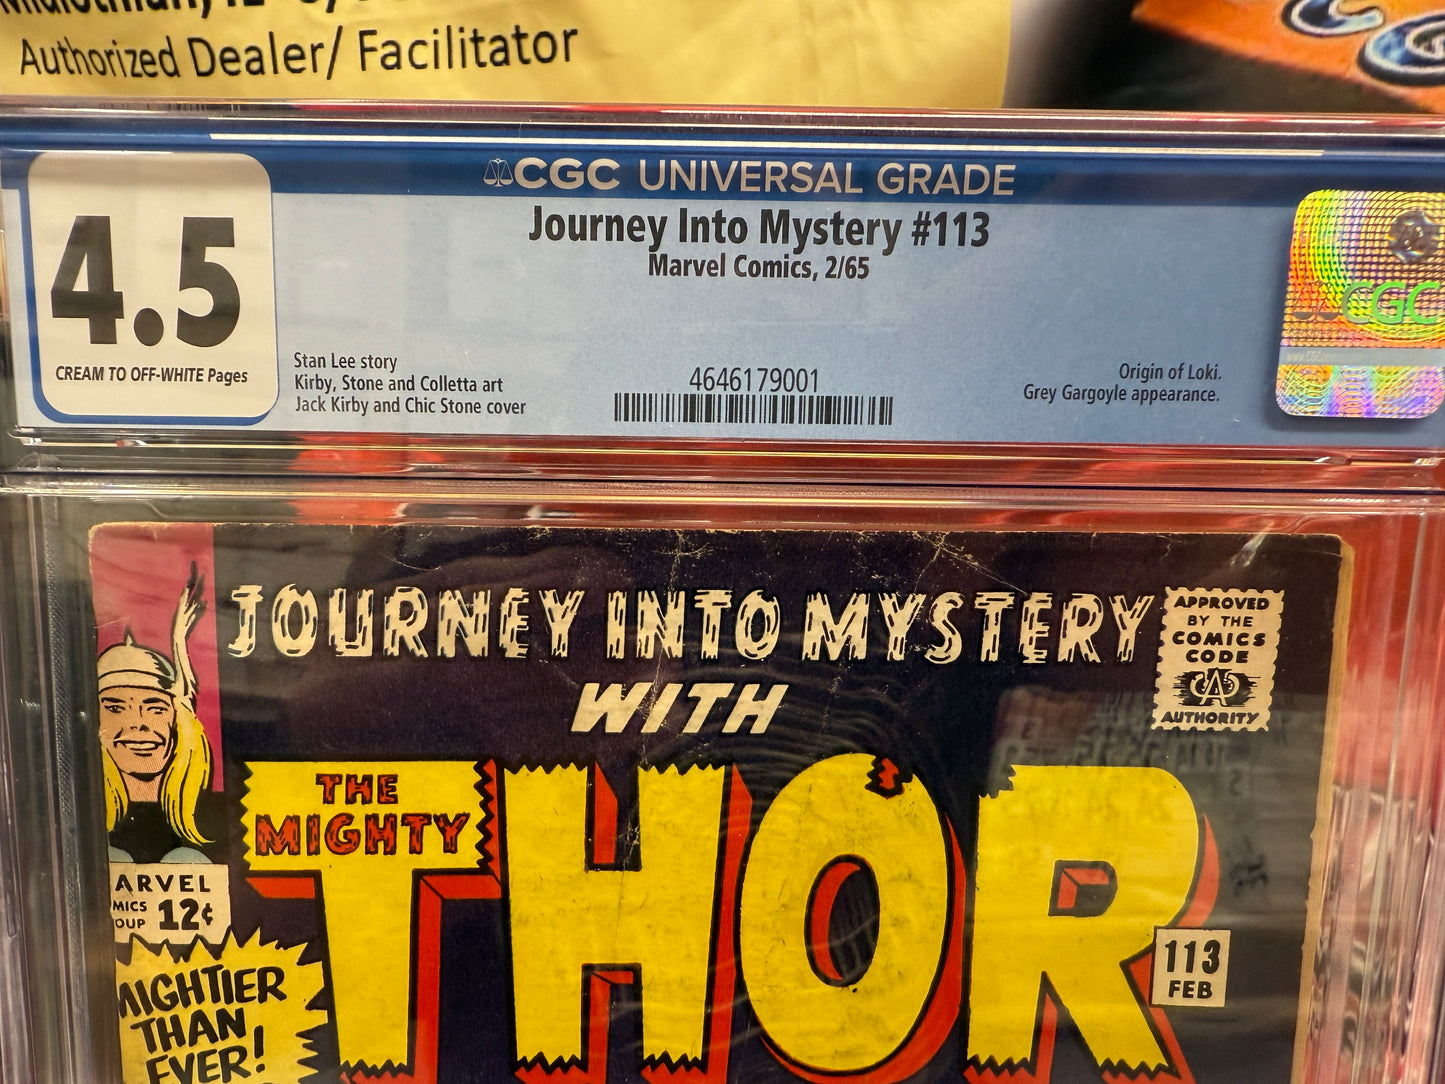 Authorized Dealer/ Facilitator
CGC UNIVERSAL GRADE
4.5
CREAM TO OFF-WHITE Pages
Journey Into Mystery #113
Marvel Comics, 2/65
Stan Lee story
Kirby, Stone and Colletta art
Jack Kirby and Chic Stone cover
4646179001
Origin of Loki.
Grey Gargoyle appearance.
CGC
JOURNEY INTO MYSTERY
WITH
THE
MIGHTY
THOR
APPROVED
BY THE
COMICS
CODE
A
AUTHORITY
ARVEL
MICS
OUP 12¢
MIGHTIER
THAN
EVER!
113
FEB